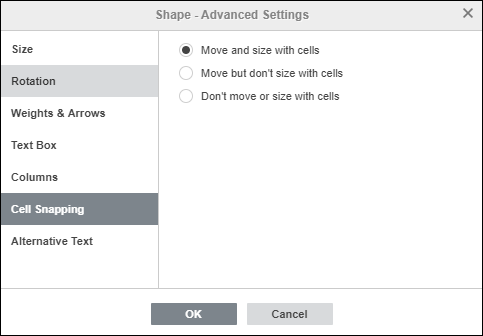 Shape - Advanced Settings
Size
Rotation
Weights & Arrows
Text Box
Columns
Cell Snapping
Alternative Text
Move and size with cells
Move but don't size with cells
Don't move or size with cells
OK
Cancel